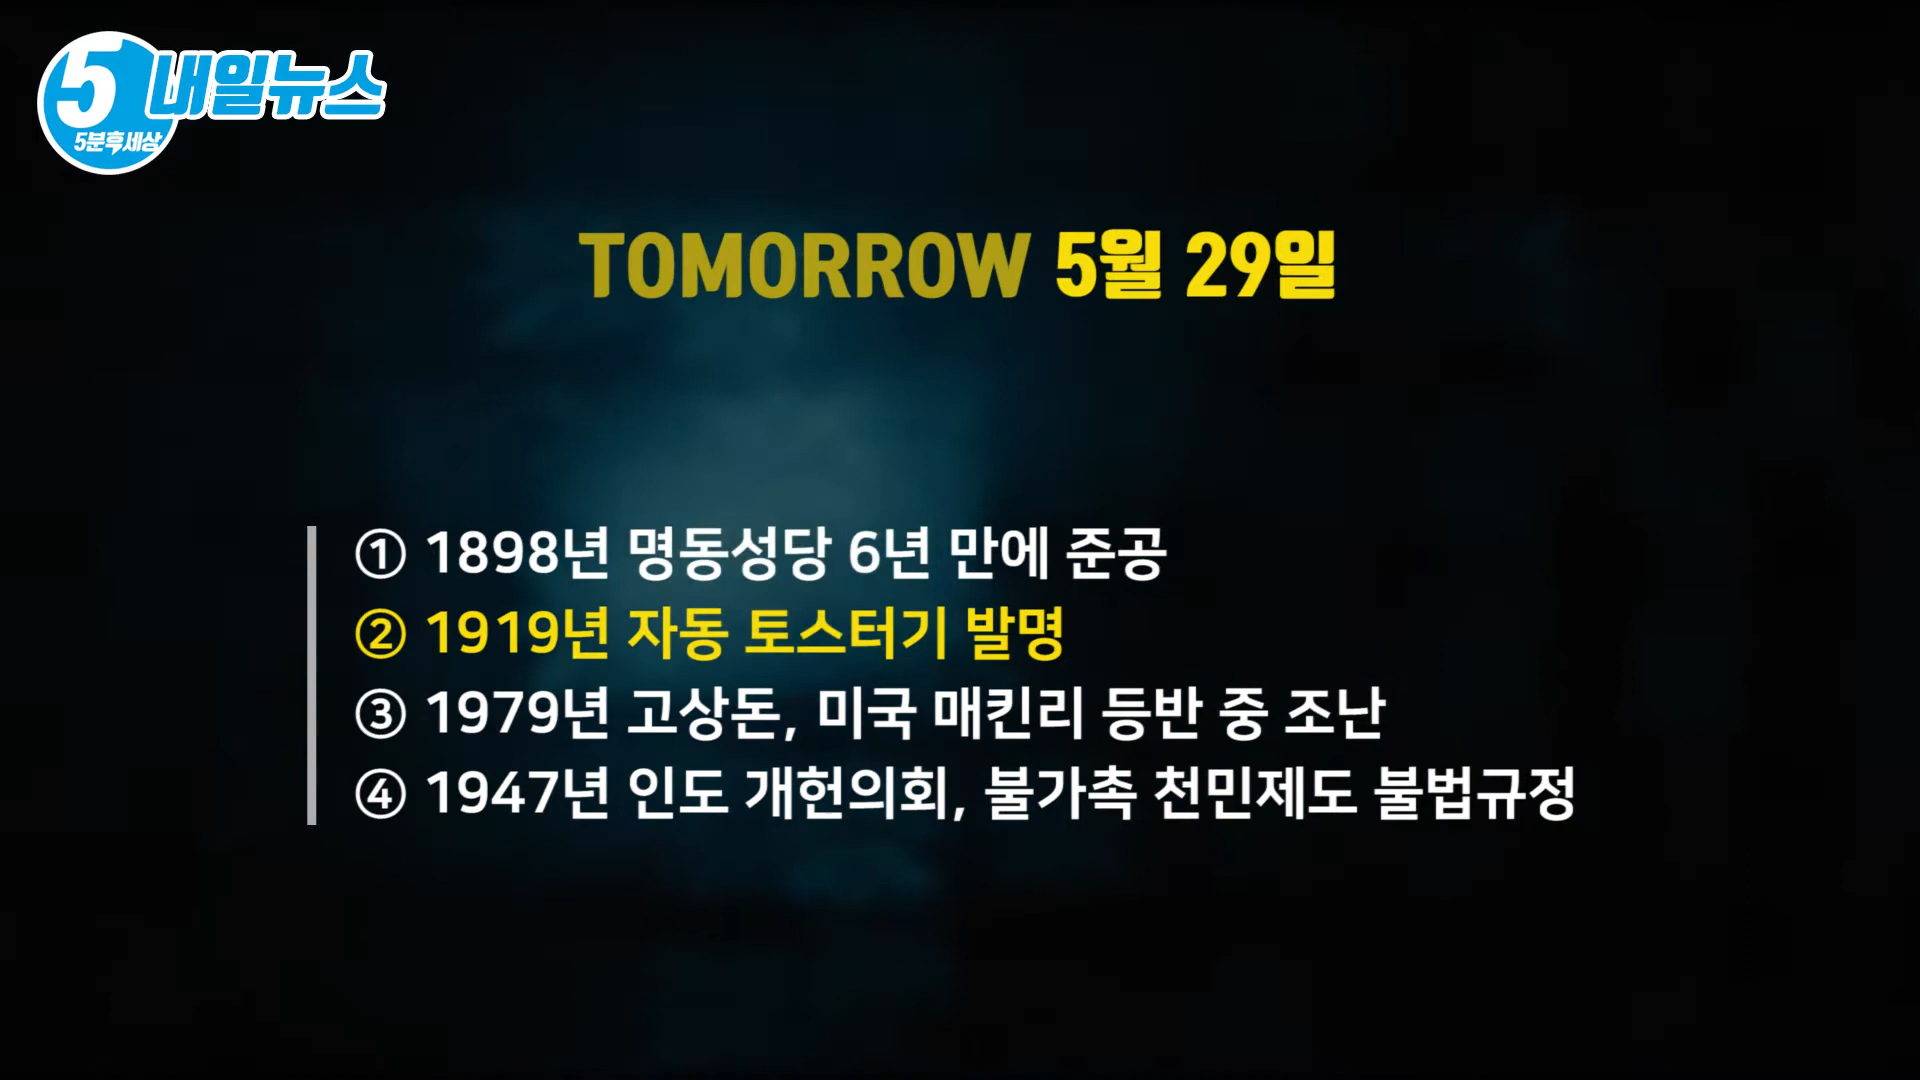 5 내일뉴스
5분후세상
TOMORROW 5월 29일
① 1898년 명동성당 6년 만에 준공
② 1919년 자동 토스터기 발명
③ 1979년 고상돈, 미국 매킨리 등반 중 조난
④ 1947년 인도 개헌의회, 불가촉 천민제도 불법규정